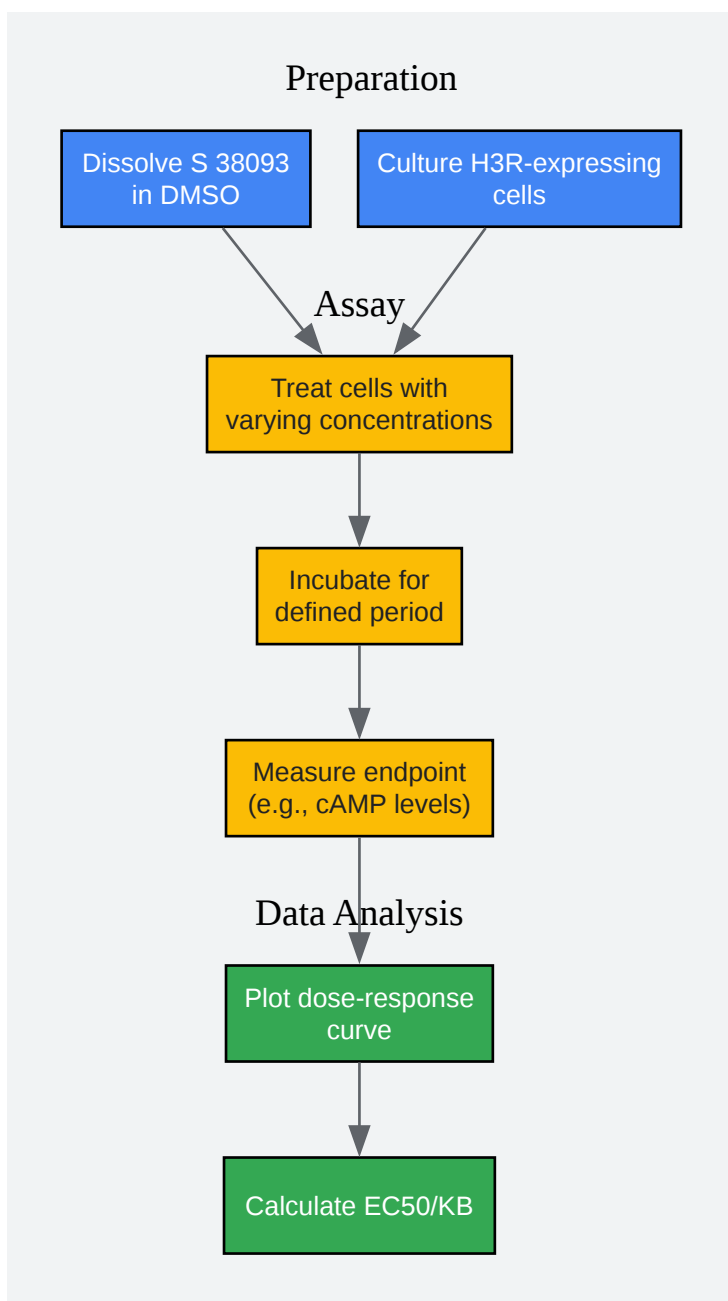 Preparation
Dissolve S 38093
in DMSO
Culture H3R-expressing
cells
Assay
Treat cells with
varying concentrations
Incubate for
defined period
Measure endpoint
(e.g., cAMP levels)
Data Analysis
Plot dose-response
curve
Calculate EC50/KB